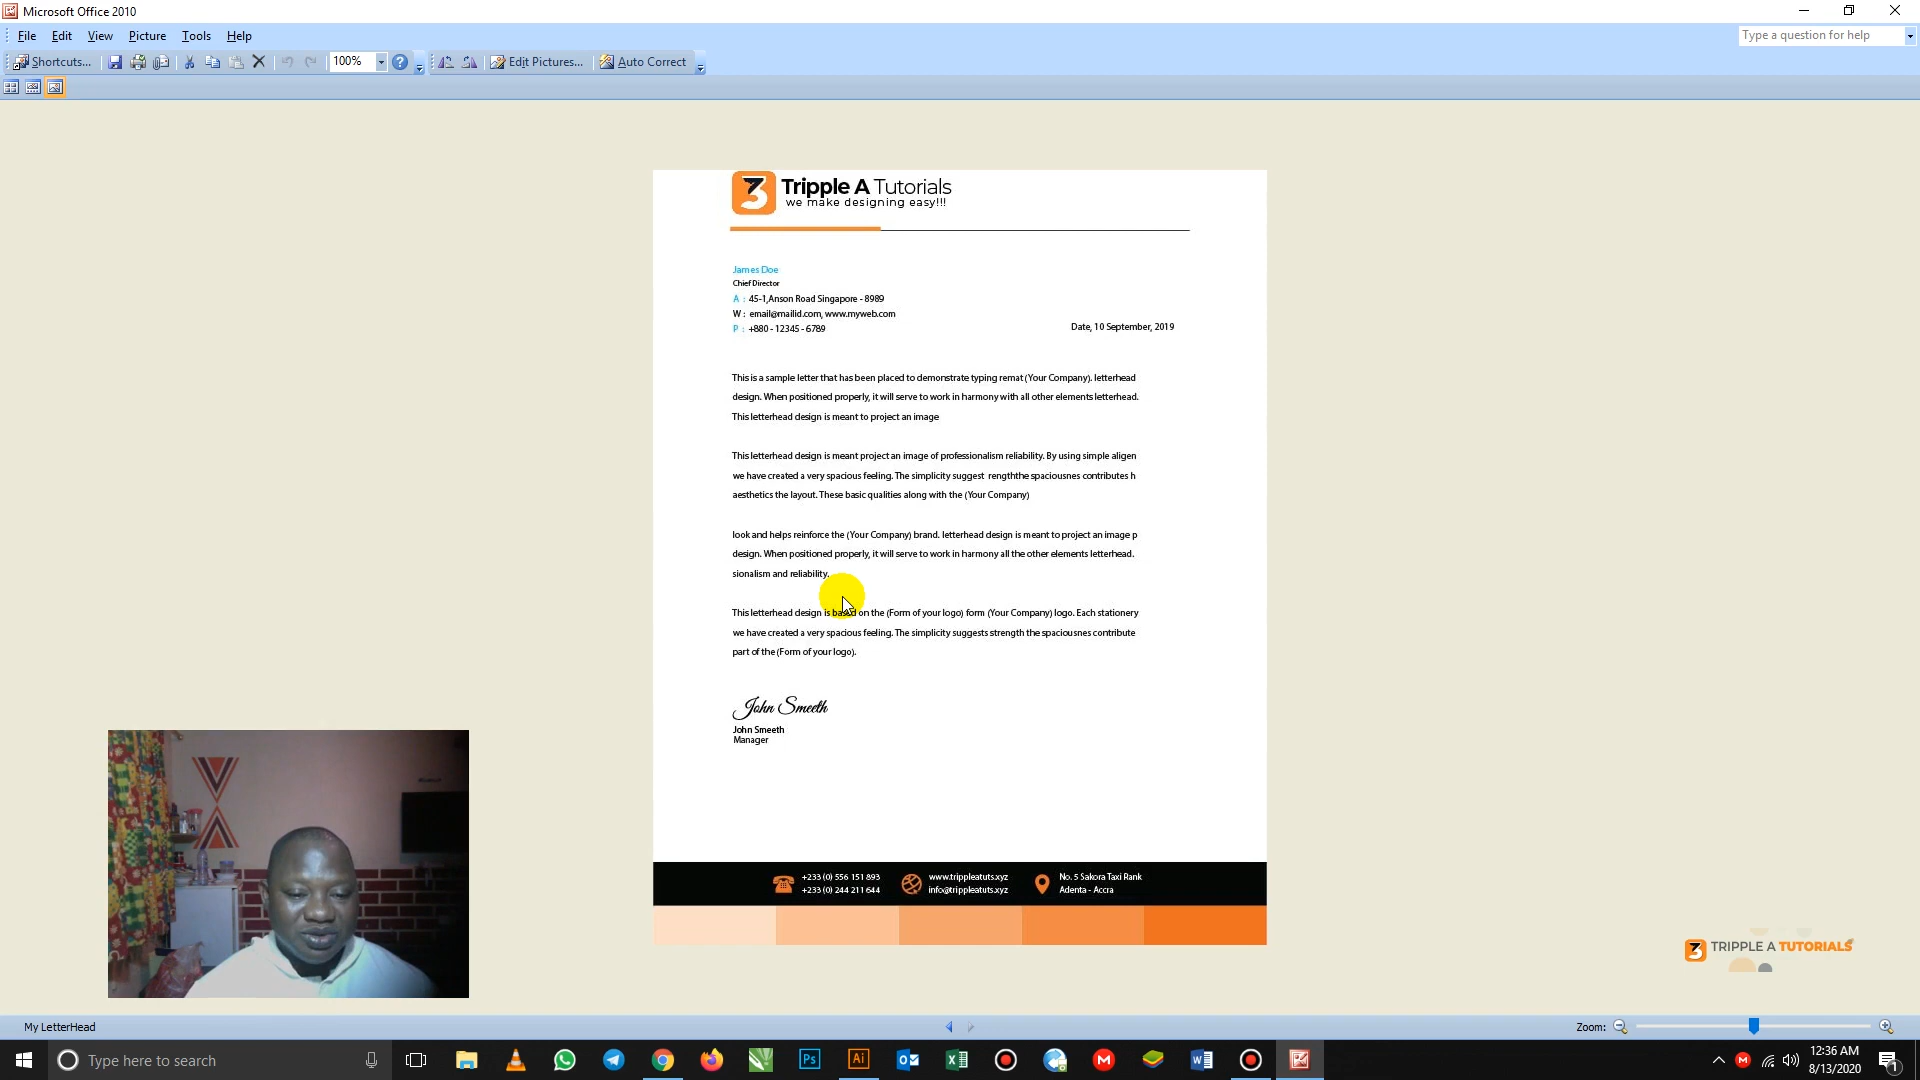 Microsoft Office 2010
File Edit View Picture Tools Help
Type a question for help
Shortcuts... 100% Edit Pictures... Auto Correct
3 Tripple A Tutorials
we make designing easy!!!
James Doe
Chief Director
A : 45-1,Anson Road Singapore - 8989
W : email@mailid.com, www.myweb.com
P : +880 - 12345 - 6789
Date, 10 September, 2019
This is a sample letter that has been placed to demonstrate typing remat (Your Company). letterhead
design. When positioned properly, it will serve to work in harmony with all other elements letterhead.
This letterhead design is meant to project an image
This letterhead design is meant project an image of professionalism reliability. By using simple aligen
we have created a very spacious feeling. The simplicity suggest rengththe spaciousnes contributes h
aesthetics the layout. These basic qualities along with the (Your Company)
look and helps reinforce the (Your Company) brand. letterhead design is meant to project an image p
design. When positioned properly, it will serve to work in harmony all the other elements letterhead.
sionalism and reliability.
This letterhead design is based on the (Form of your logo) form (Your Company) logo. Each stationery
we have created a very spacious feeling. The simplicity suggests strength the spaciousnes contribute
part of the (Form of your logo).
John Smeeth
John Smeeth
Manager
+233 (0) 556 151 893
+233 (0) 244 211 644
www.trippleatuts.xyz
info@trippleatuts.xyz
No. 5 Sakora Taxi Rank
Adenta - Accra
3 TRIPPLE A TUTORIALS
My LetterHead
Zoom:
Type here to search
Ps Ai
12:36 AM
8/13/2020
1